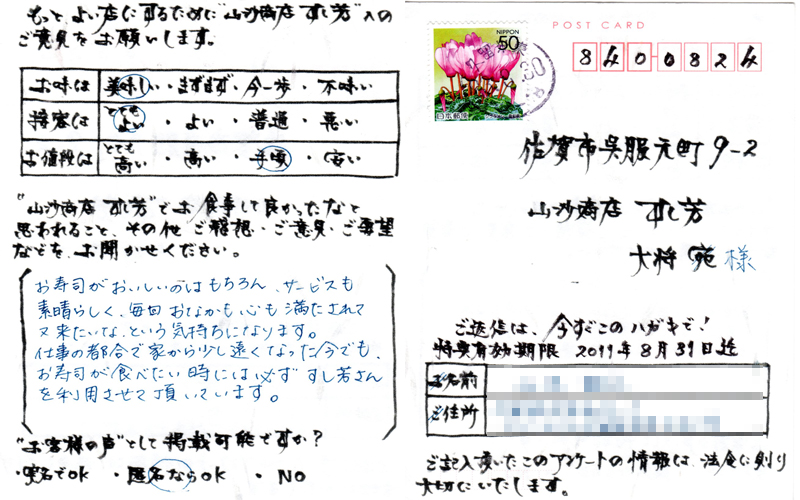 もっと、よい店にするために"山沙商店 すし芳"への
ご意見をお願いします。
お味は 美味しい・まずまず・今一歩・不味い
接客は とてもよい・よい・普通・悪い
お値段は とても高い・高い・手頃・安い
"山沙商店 すし芳"でお食事して良かったなと
思われること、その他ご感想・ご意見・ご要望
などを、お聞かせください。
お寿司がおいしいのはもちろん、サービスも
素晴らしく、毎回おなかも心も満たされて
又来たいな、という気持ちになります。
仕事の都合で家から少し遠くなった今でも、
お寿司が食べたい時には必ずすし芳さん
を利用させて頂いています。
"お客様の声"として掲載可能ですか?
・実名でOK ・匿名ならOK ・NO
POST CARD
NIPPON
50
日本郵便
8400824
佐賀市呉服元町9-2
山沙商店 すし芳
大将 宛 様
ご返信は、今すぐこのハガキで!
特典有効期限 2011年8月31日迄
お名前
ご住所
ご記入頂いたこのアンケートの情報は、法令に則り
大切にいたします。